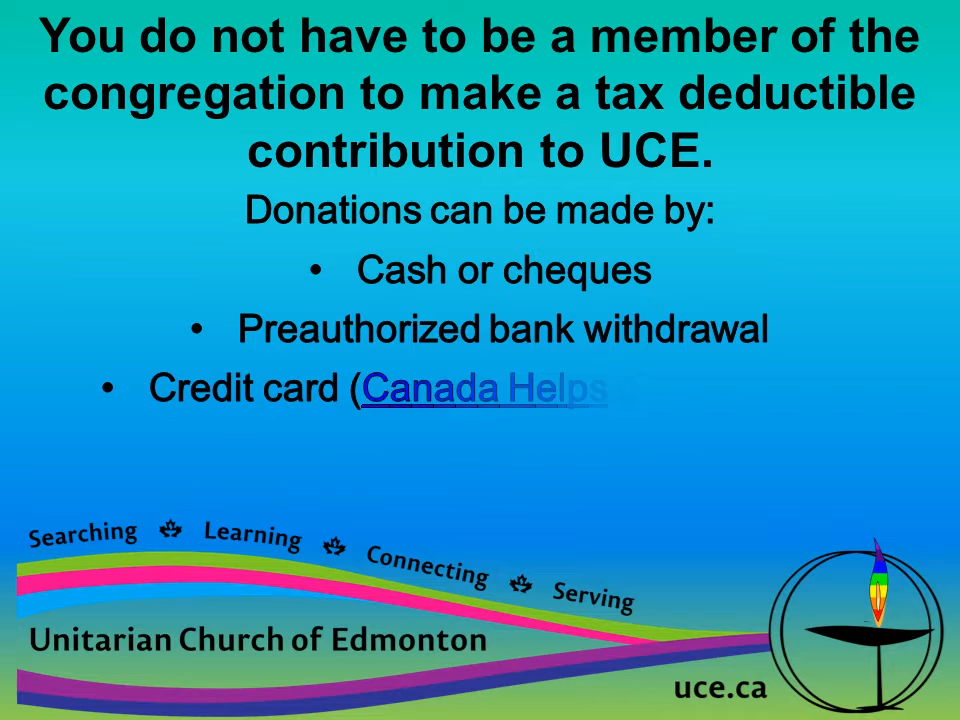 You do not have to be a member of the
congregation to make a tax deductible
contribution to UCE.
Donations can be made by:
• Cash or cheques
• Preauthorized bank withdrawal
• Credit card (Canada Helps
Searching Learning Connecting Serving
Unitarian Church of Edmonton
uce.ca